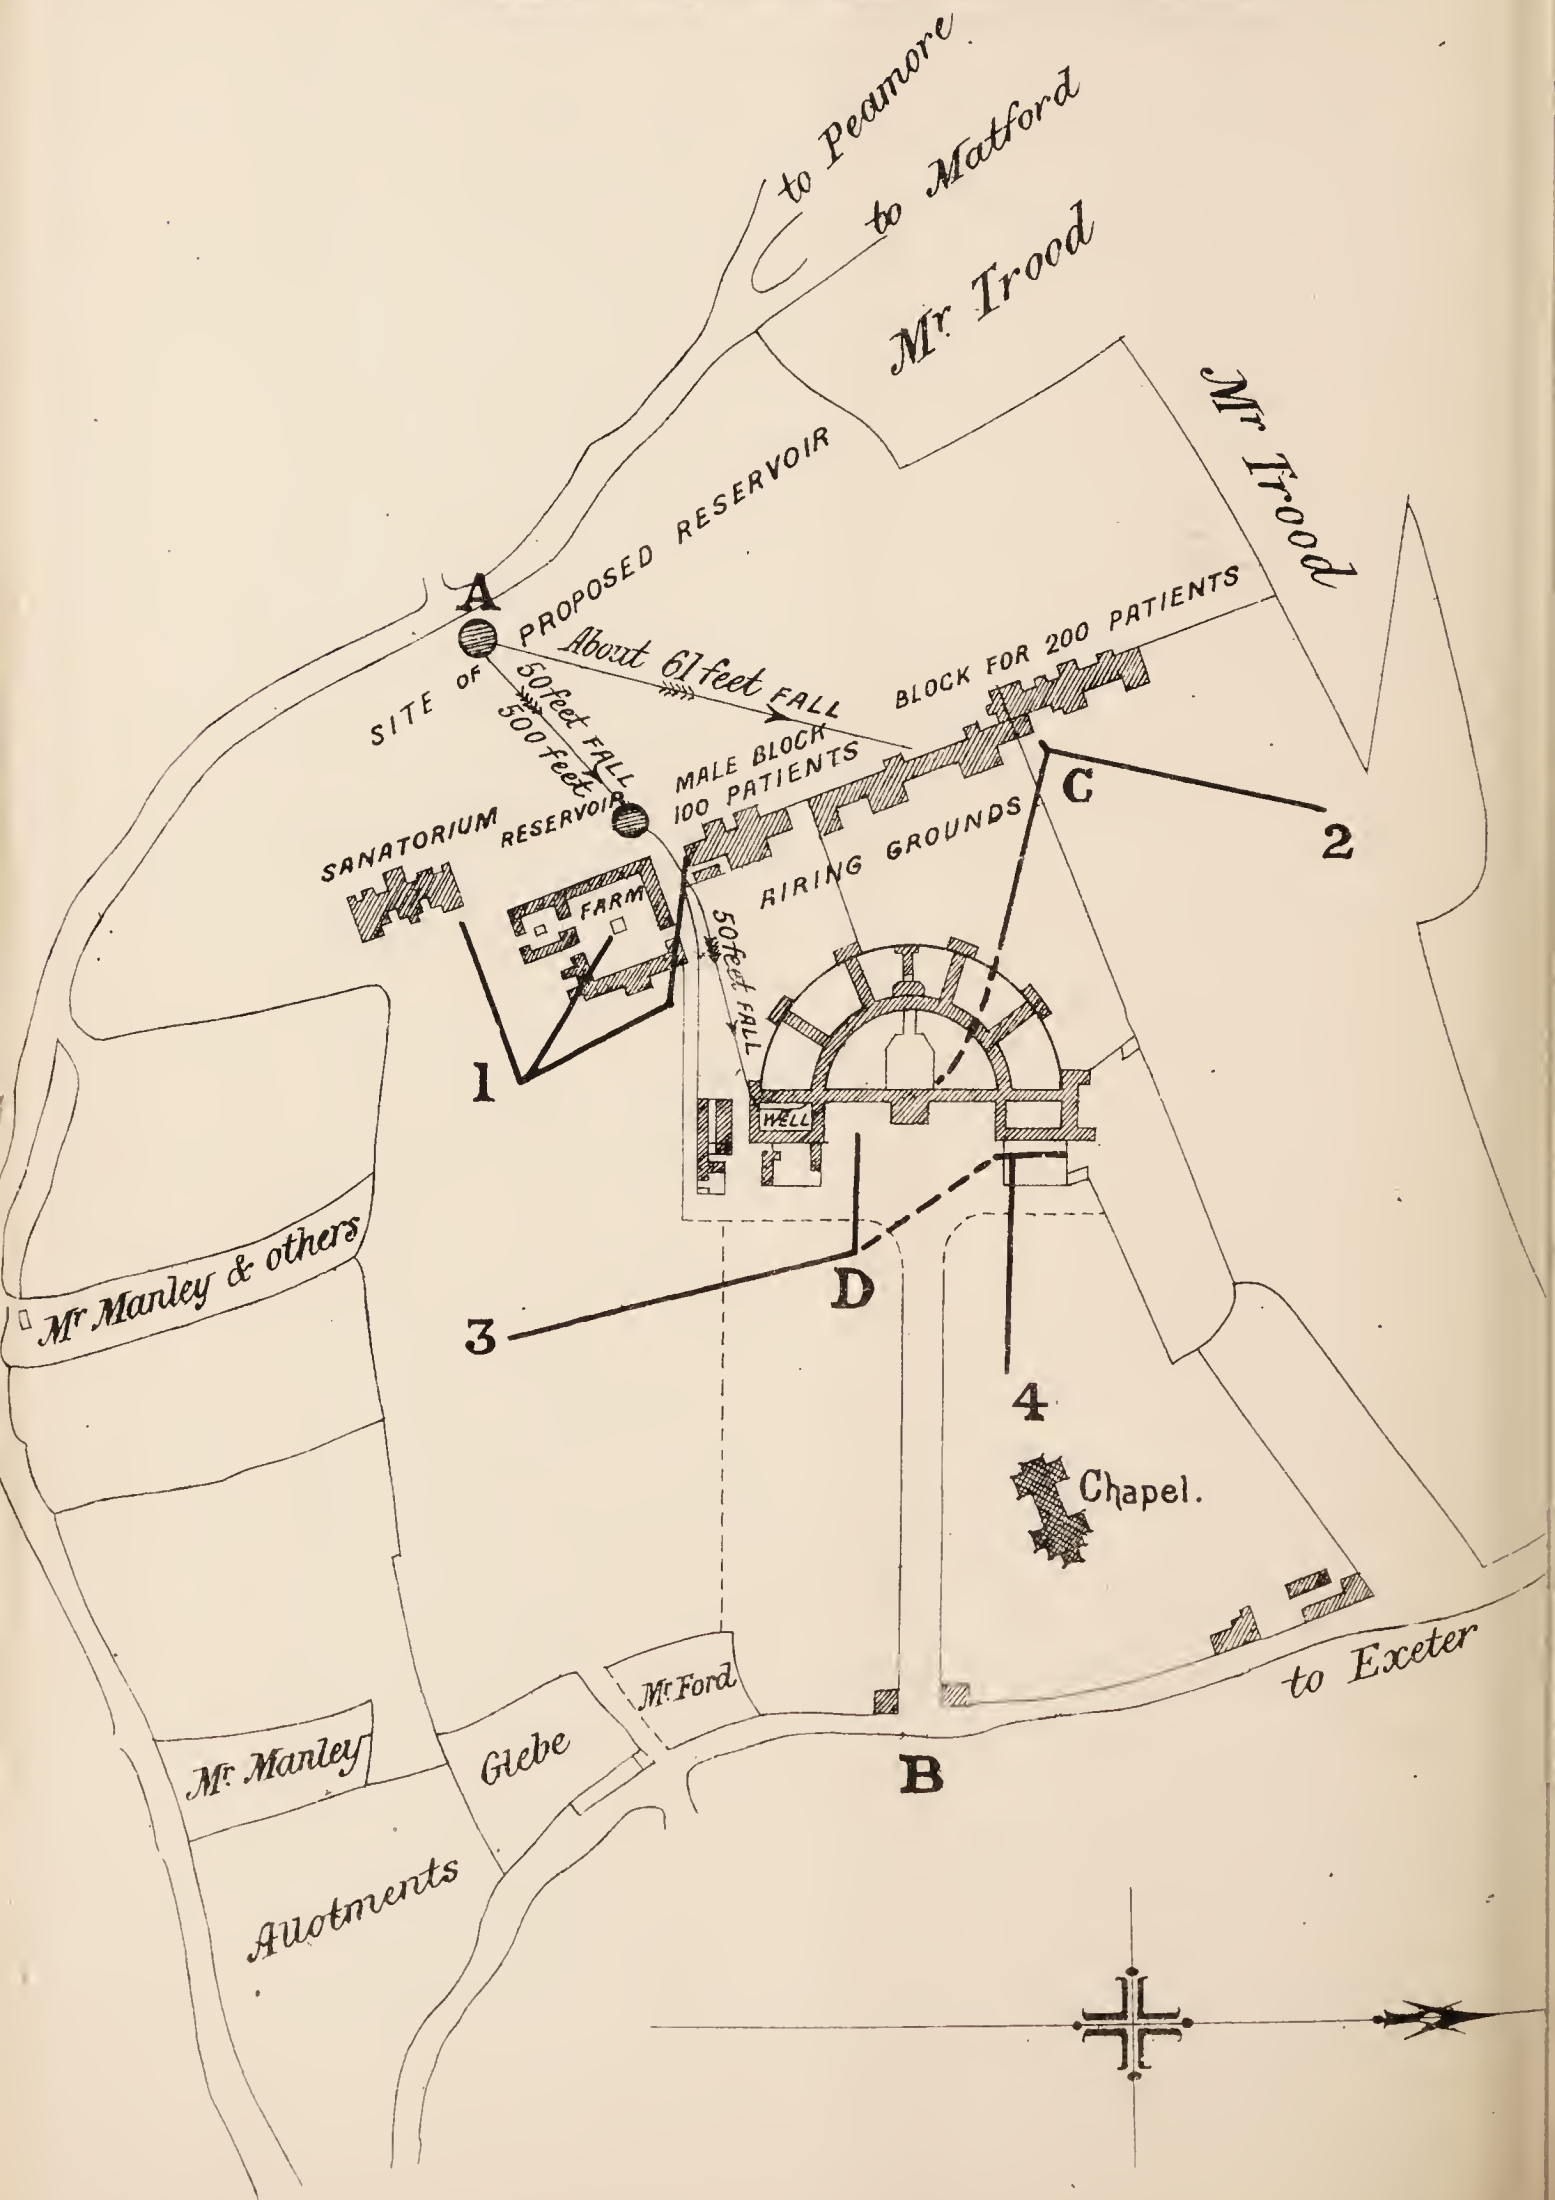 to Peamore.
to Matford
Mr. Trood
Mr Trood
A
SITE OF PROPOSED RESERVOIR
About 61 feet FALL
50 feet FALL
500 feet
BLOCK FOR 200 PATIENTS
MALE BLOCK
100 PATIENTS
SANATORIUM
RESERVOIR
C
2
AIRING GROUNDS
FARM
50 feet FALL
1
WELL
D
3
4
Mr Manley & others
Chapel.
Mr. Ford
to Exeter
Mr. Manley
Glebe
B
Allotments